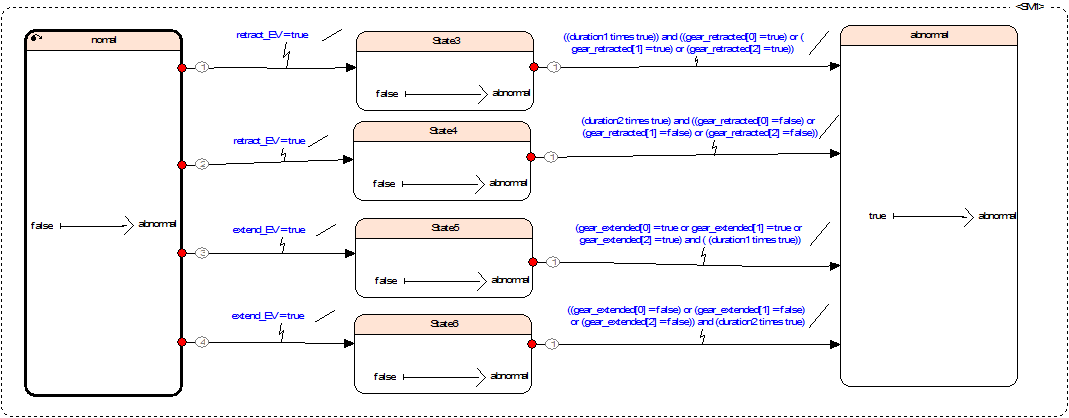 <SM1>
nomal
false
abnormal
1
retract_EV=true
State3
false
abnormal
1
((duration1 times true)) and ((gear_retracted[0] =true) or (
gear_retracted[1] =true) or (gear_retracted[2] =true))
2
retract_EV=true
State4
false
abnormal
1
(duration2 times true) and ((gear_retracted[0] =false) or
(gear_retracted[1] =false) or (gear_retracted[2] =false))
3
extend_EV=true
State5
false
abnormal
1
(gear_extended[0] =true or gear_extended[1] =true or
gear_extended[2] =true) and ( (duration1 times true))
4
extend_EV=true
State6
false
abnormal
1
((gear_extended[0] =false) or (gear_extended[1] =false)
or (gear_extended[2] =false)) and (duration2 times true)
abnormal
true
abnormal